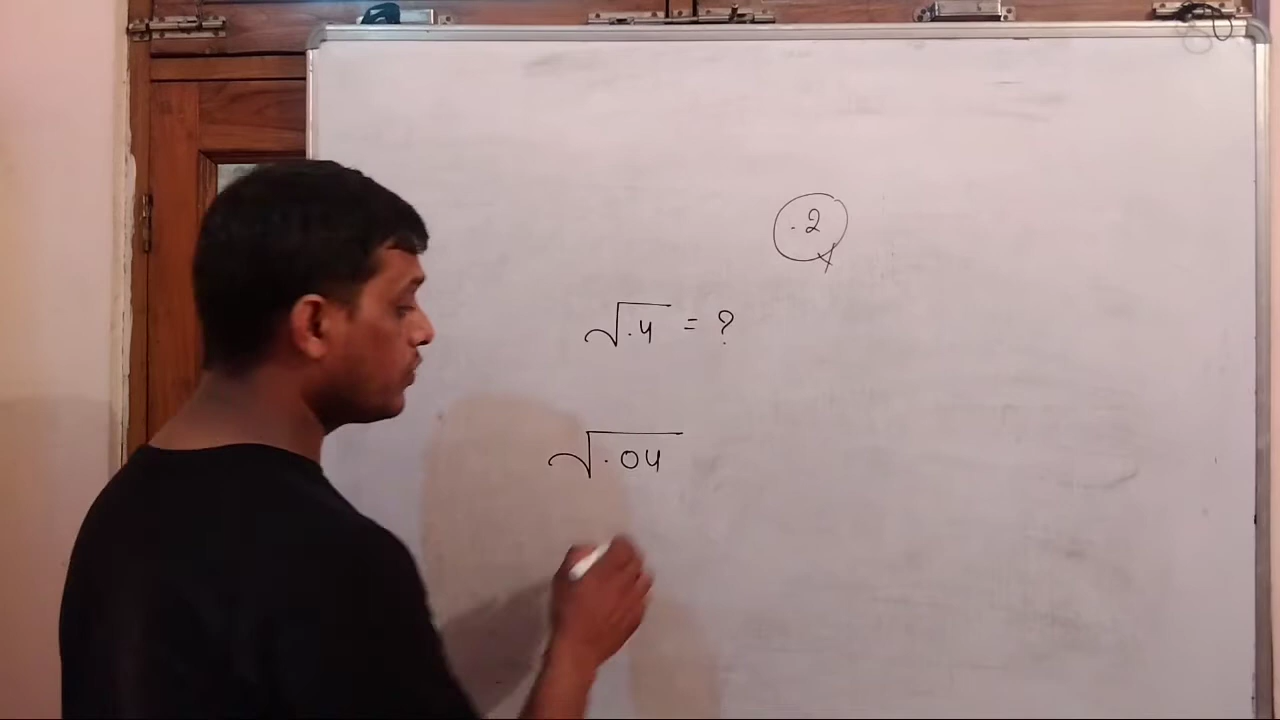 .2
√.4 = ?
√.04